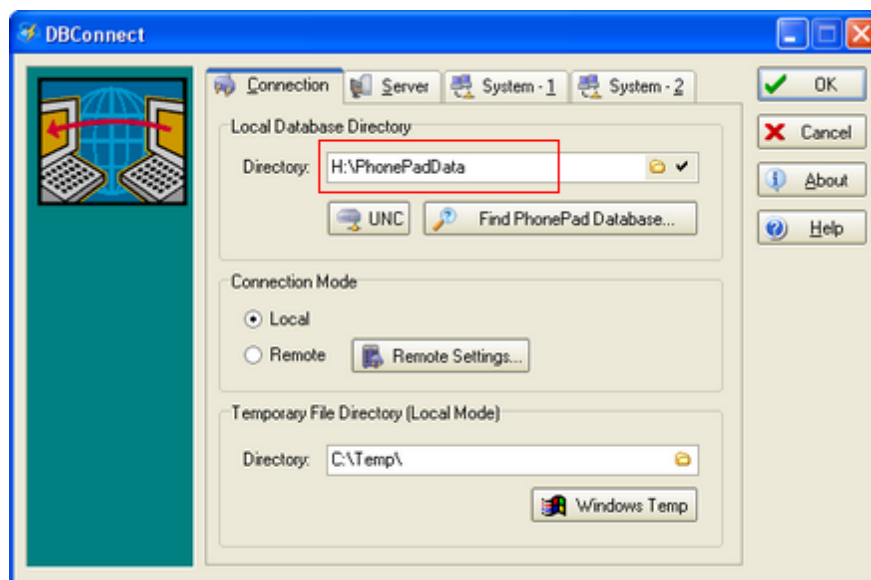 DBConnect
Connection Server System - 1 System - 2
OK
Cancel
About
Help
Local Database Directory
Directory: H:\PhonePadData
UNC Find PhonePad Database...
Connection Mode
Local
Remote Remote Settings...
Temporary File Directory (Local Mode)
Directory: C:\Temp\
Windows Temp